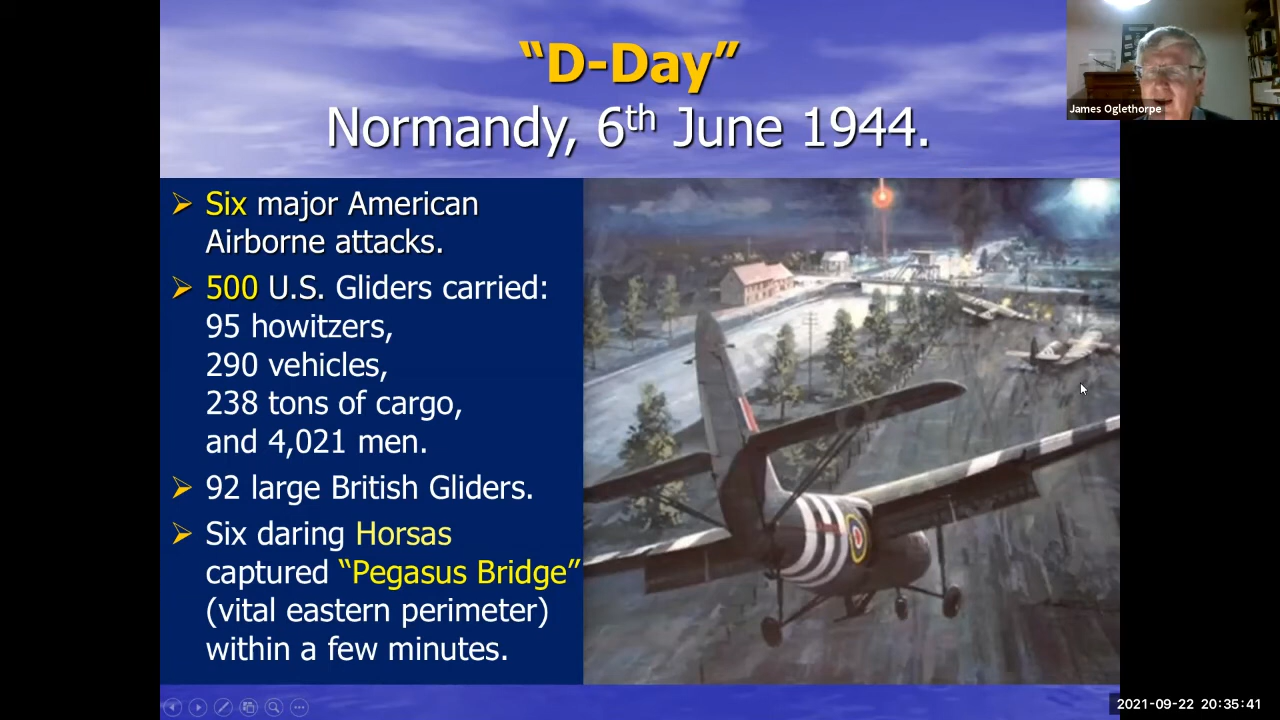 “D-Day”
Normandy, 6th June 1944.
James Oglethorpe
Six major American
Airborne attacks.
500 U.S. Gliders carried:
95 howitzers,
290 vehicles,
238 tons of cargo,
and 4,021 men.
92 large British Gliders.
Six daring Horsas
captured “Pegasus Bridge”
(vital eastern perimeter)
within a few minutes.
2021-09-22 20:35:41